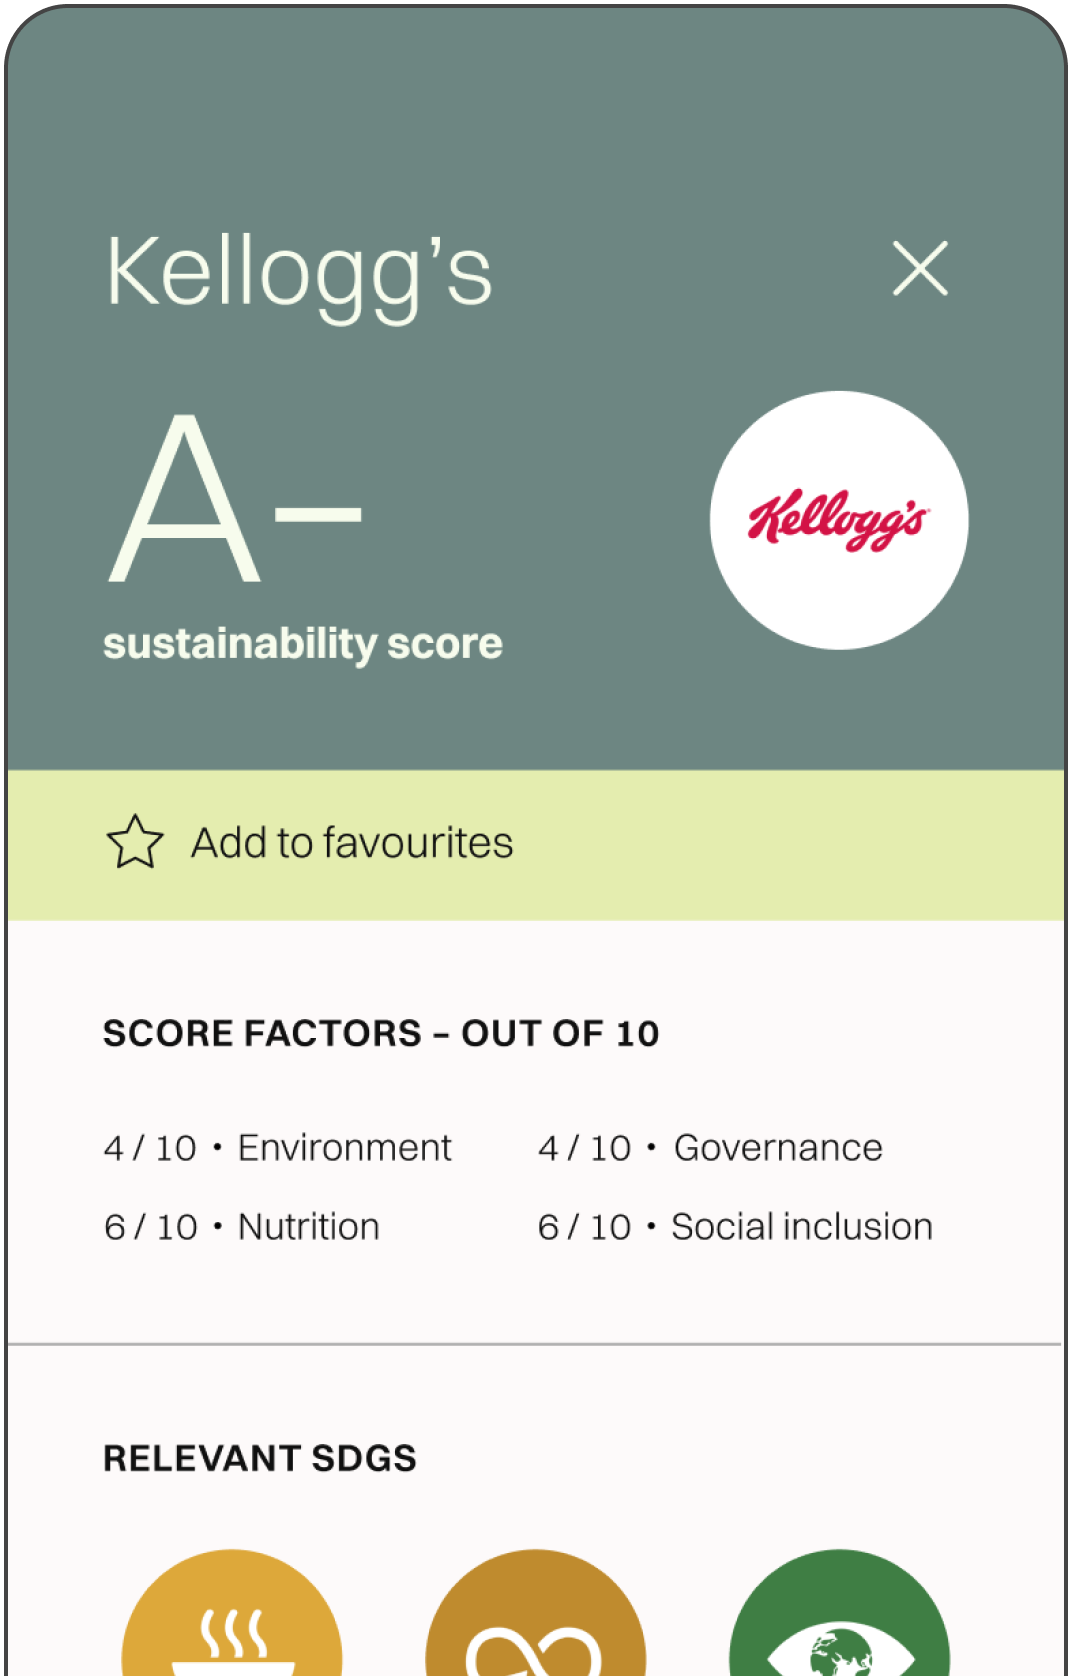 Kellogg’s
A–
Kellogg's
sustainability score
Add to favourites
SCORE FACTORS – OUT OF 10
4 / 10 • Environment
4 / 10 • Governance
6 / 10 • Nutrition
6 / 10 • Social inclusion
RELEVANT SDGS